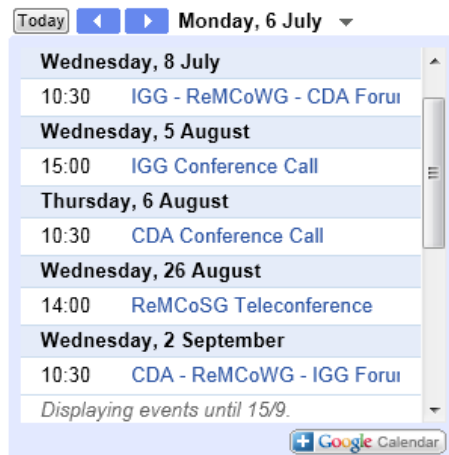 Today Monday, 6 July
Wednesday, 8 July
10:30 IGG - ReMCoWG - CDA
Wednesday, 5 August
15:00 IGG Conference Call
Thursday, 6 August
10:30 CDA Conference Call
Wednesday, 26 August
14:00 ReMCoSG Teleconference
Wednesday, 2 September
10:30 CDA - ReMCoWG - IGG
Displaying events until 15/9.
+ Google Calendar